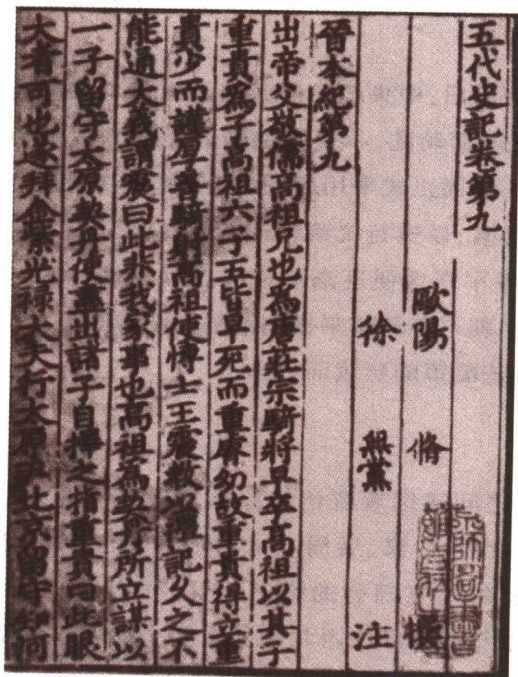 五代史記卷第九
歐陽 脩 撰
徐 無黨 注
晉本紀第九
出帝父敬儒高祖兄也為唐莊宗騎將早卒高祖以其子
重貴為子高祖六子五皆早死而重睿幼故重貴得立重
貴少而謹厚善騎射高祖使博士王震教以禮記久之不
能通大義謂震曰此非我家事也高祖為契丹所立謀以
一子留守太原契丹使盡出諸子自擇之指重貴曰此眼
大者可也遂拜金紫光祿大夫行太原尹北京留守知河